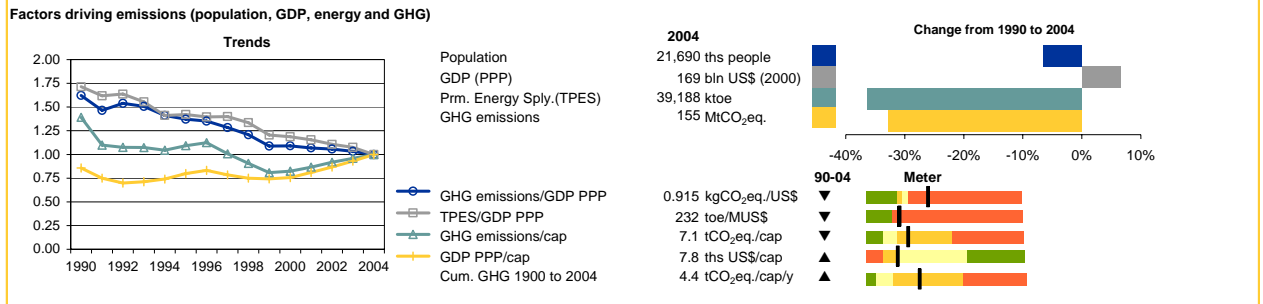 Factors driving emissions (population, GDP, energy and GHG)
Trends
2.00
1.75
1.50
1.25
1.00
0.75
0.50
0.25
0.00
1990 1992 1994 1996 1998 2000 2002 2004
2004
Population 21,690 ths people
GDP (PPP) 169 bln US$ (2000)
Prm. Energy Sply.(TPES) 39,188 ktoe
GHG emissions 155 MtCO₂eq.
Change from 1990 to 2004
-40% -30% -20% -10% 0% 10%
90-04 Meter
GHG emissions/GDP PPP 0.915 kgCO₂eq./US$ ▼
TPES/GDP PPP 232 toe/MUS$ ▼
GHG emissions/cap 7.1 tCO₂eq./cap ▼
GDP PPP/cap 7.8 ths US$/cap ▲
Cum. GHG 1900 to 2004 4.4 tCO₂eq./cap/y ▲